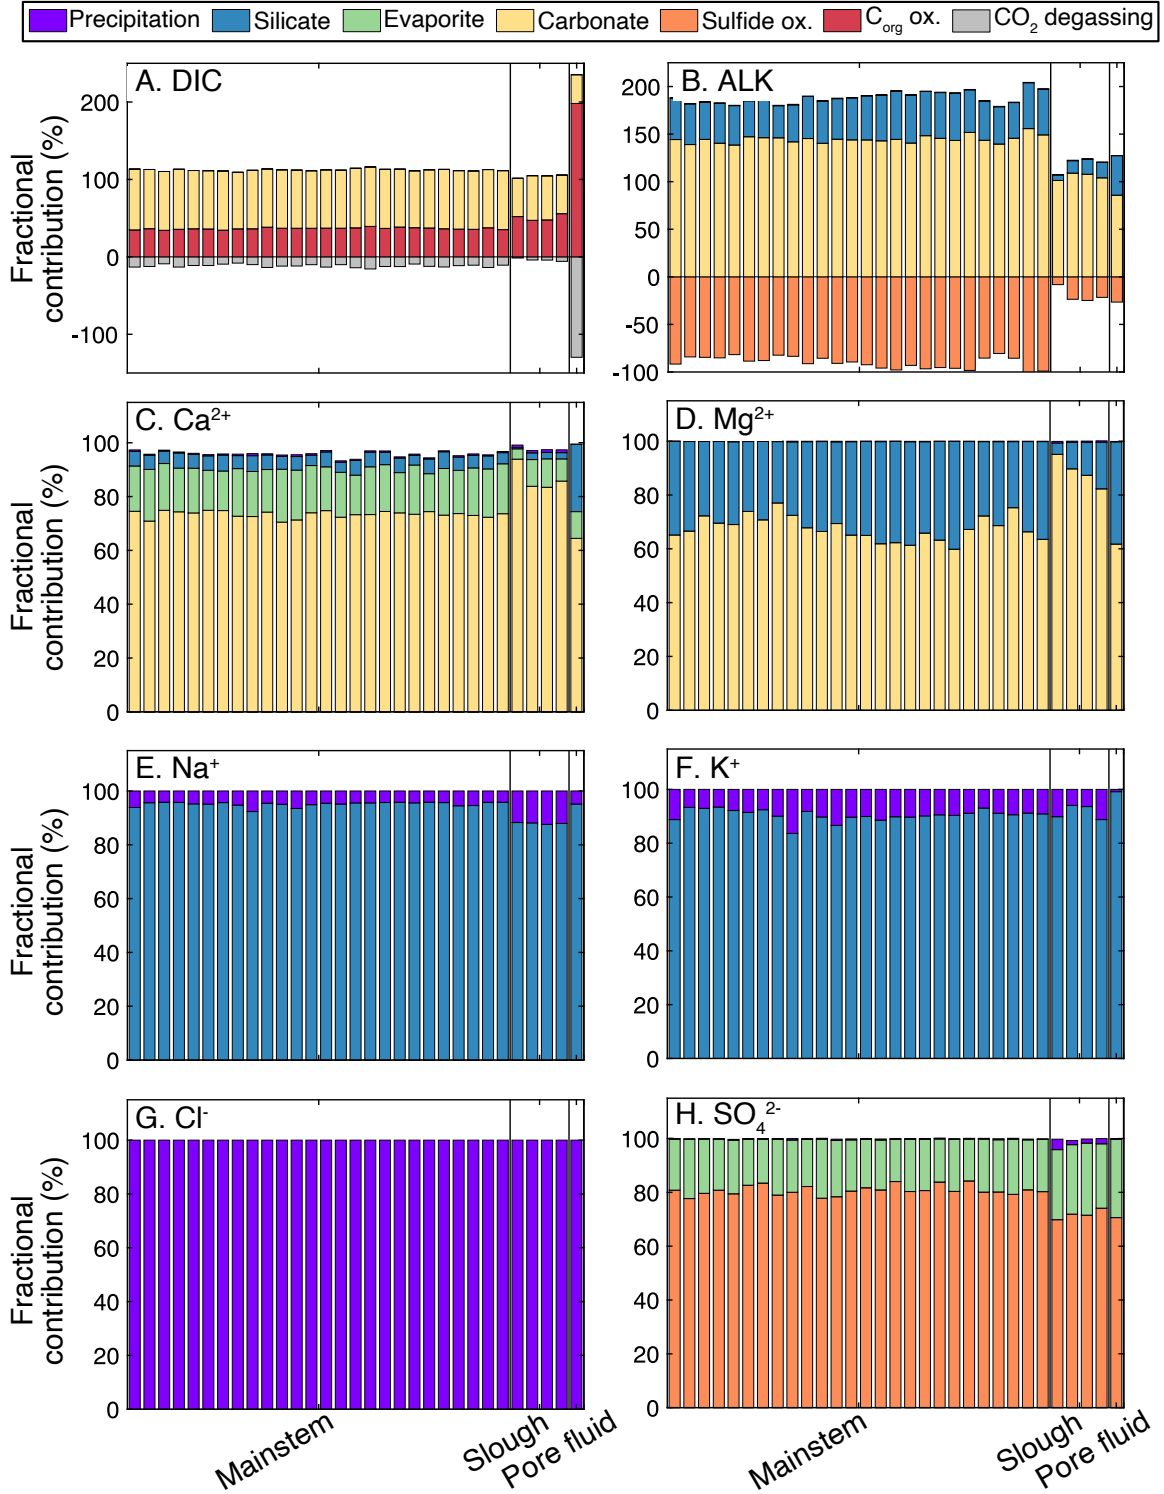 Precipitation Silicate Evaporite Carbonate Sulfide ox. Corg ox. CO2 degassing
A. DIC
200
100
0
-100
Fractional contribution (%)
B. ALK
200
150
100
50
0
-50
-100
C. Ca2+
100
80
60
40
20
0
Fractional contribution (%)
D. Mg2+
100
80
60
40
20
0
E. Na+
100
80
60
40
20
0
Fractional contribution (%)
F. K+
100
80
60
40
20
0
G. Cl-
100
80
60
40
20
0
Fractional contribution (%)
H. SO42-
100
80
60
40
20
0
Mainstem
Slough
Pore fluid
Mainstem
Slough
Pore fluid